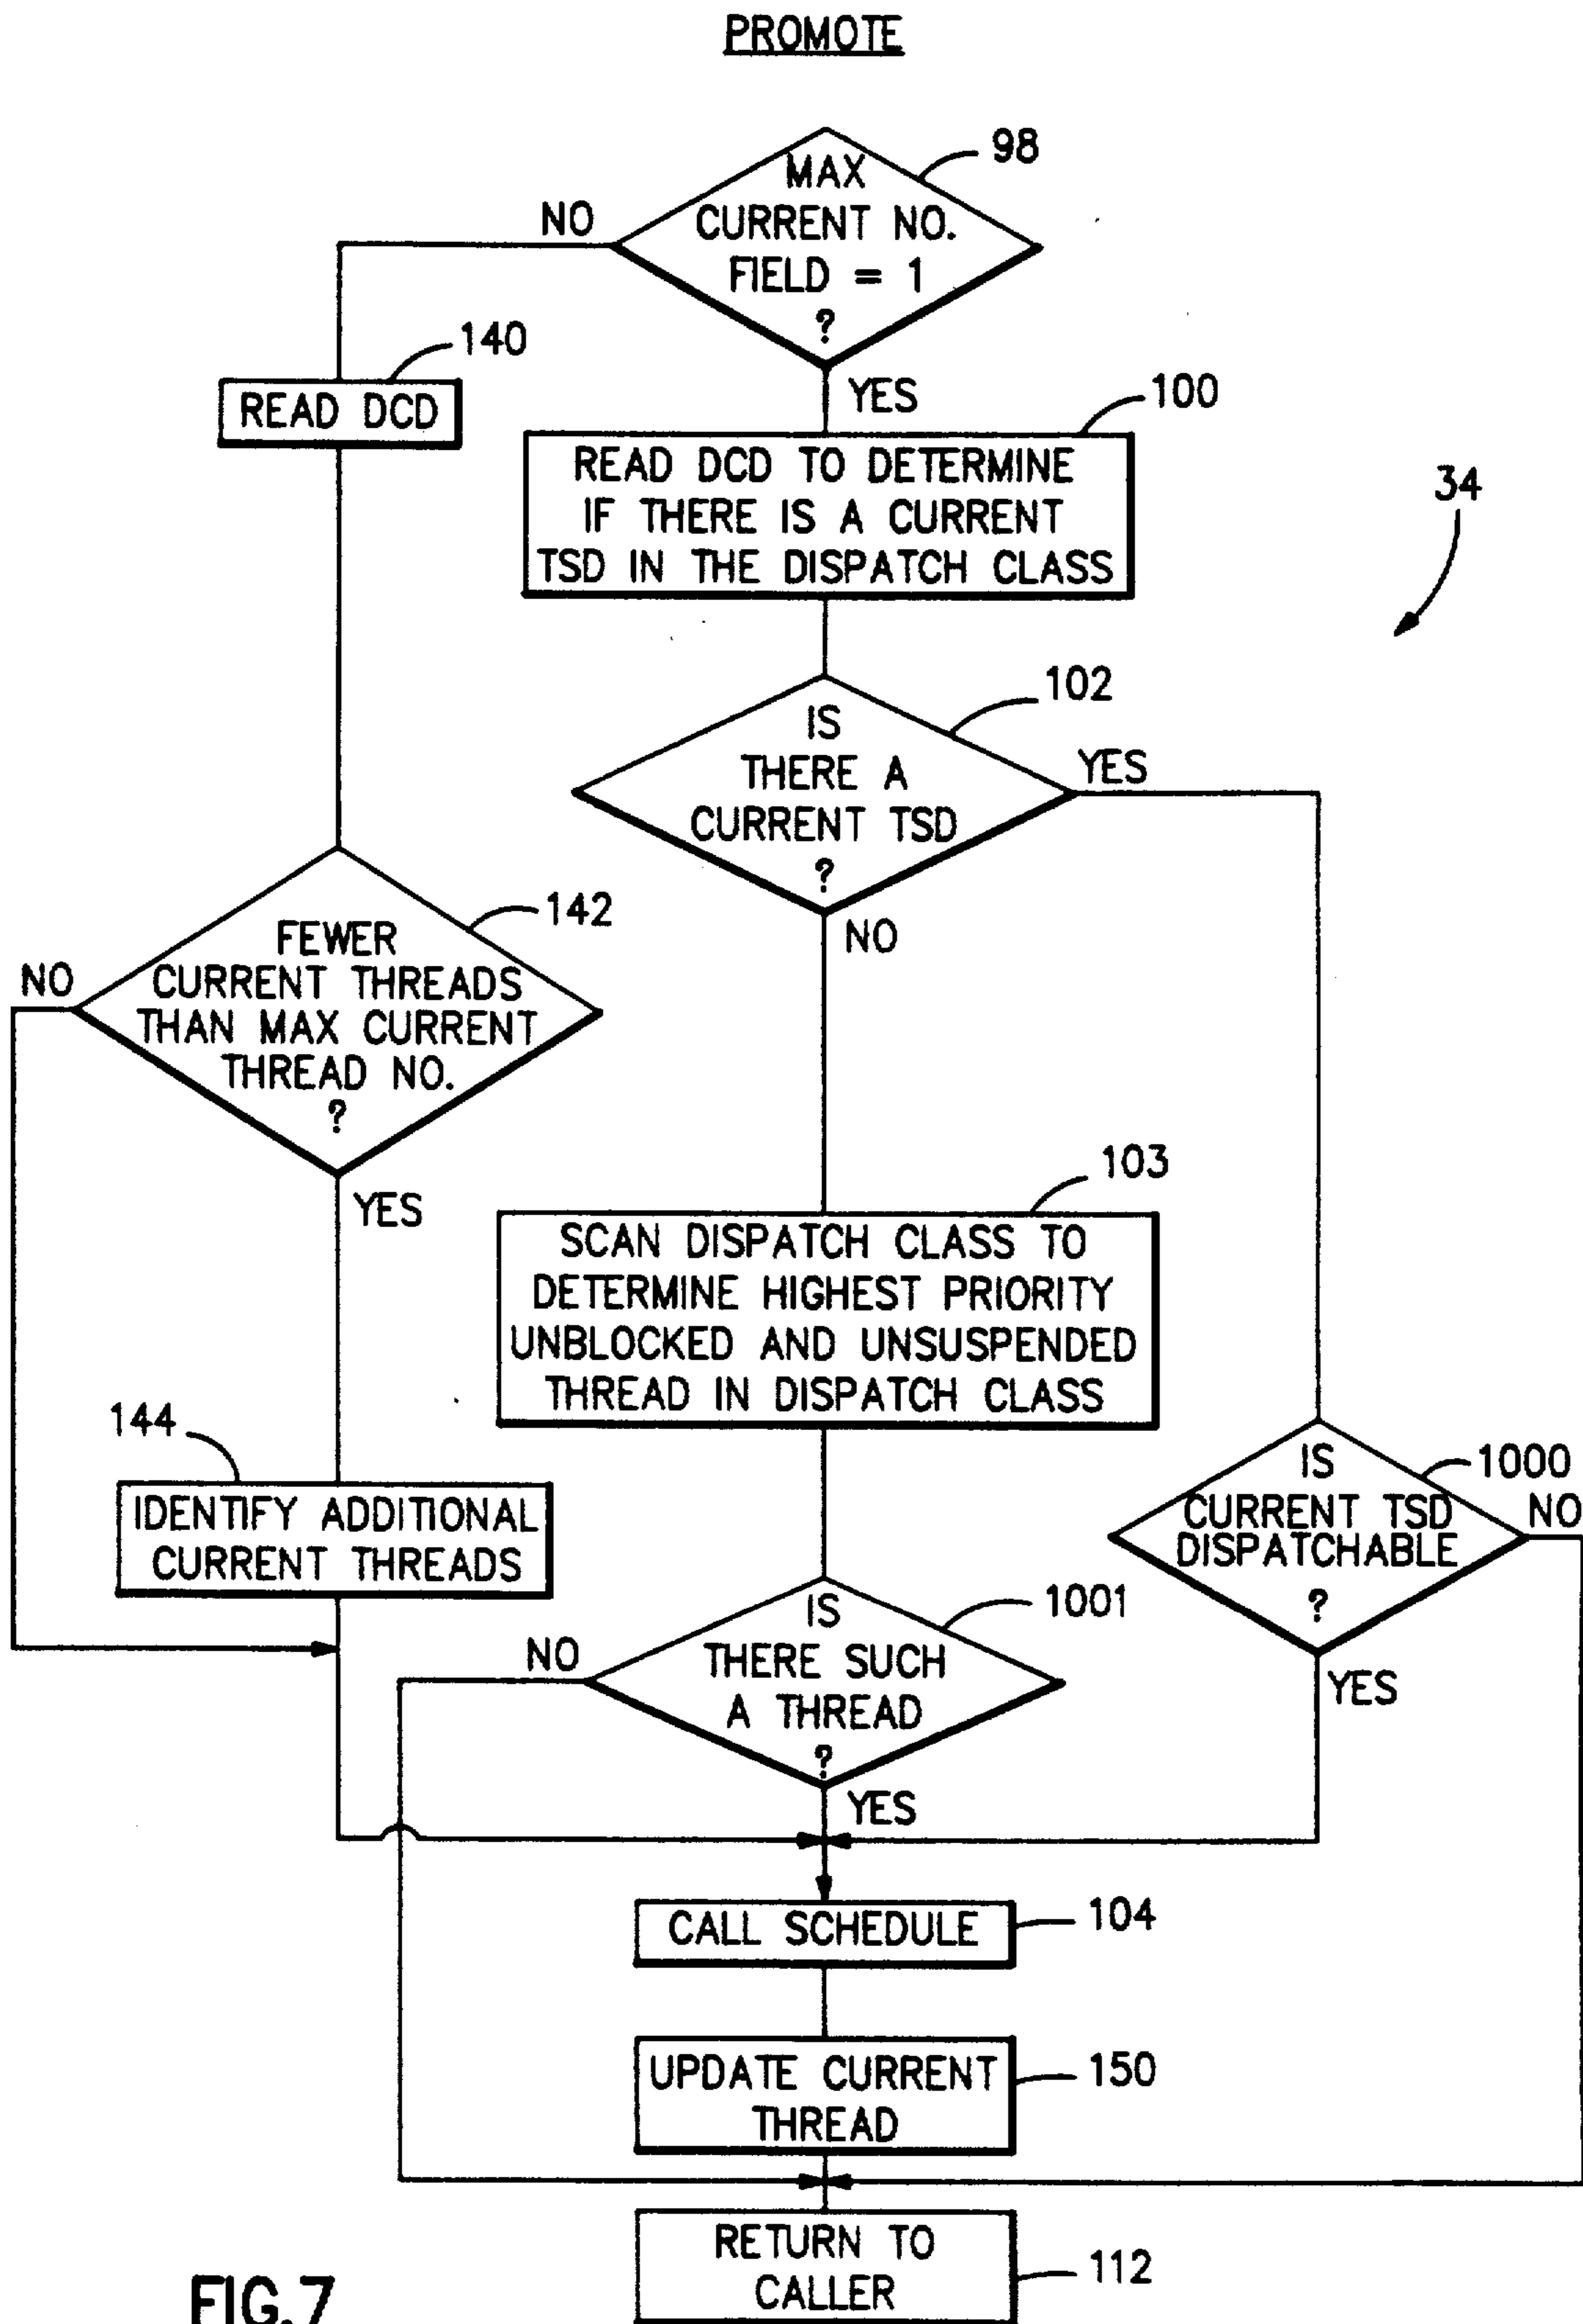 PROMOTE
98
MAX
CURRENT NO.
FIELD = 1
?
NO
YES
140
READ DCD
100
READ DCD TO DETERMINE
IF THERE IS A CURRENT
TSD IN THE DISPATCH CLASS
34
102
IS
THERE A
CURRENT TSD
?
YES
NO
142
FEWER
CURRENT THREADS
THAN MAX CURRENT
THREAD NO.
?
NO
YES
103
SCAN DISPATCH CLASS TO
DETERMINE HIGHEST PRIORITY
UNBLOCKED AND UNSUSPENDED
THREAD IN DISPATCH CLASS
144
IDENTIFY ADDITIONAL
CURRENT THREADS
1000
IS
CURRENT TSD
DISPATCHABLE
?
NO
YES
1001
IS
THERE SUCH
A THREAD
?
NO
YES
CALL SCHEDULE
104
UPDATE CURRENT
THREAD
150
RETURN TO
CALLER
112
FIG.7